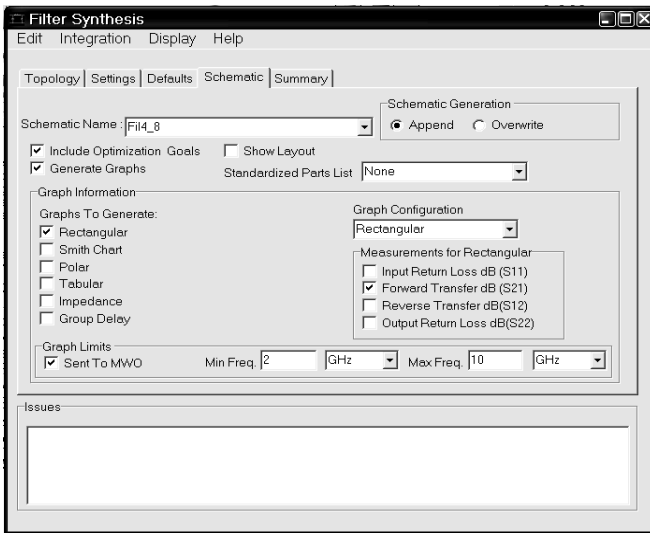 Filter Synthesis
Edit Integration Display Help
Topology Settings Defaults Schematic Summary
Schematic Generation
Schematic Name : Fil4_8
Append Overwrite
Include Optimization Goals Show Layout
Generate Graphs
Standardized Parts List None
Graph Information
Graphs To Generate:
Graph Configuration
Rectangular
Rectangular
Smith Chart
Polar
Tabular
Impedance
Group Delay
Measurements for Rectangular
Input Return Loss dB (S11)
Forward Transfer dB (S21)
Reverse Transfer dB(S12)
Output Return Loss dB(S22)
Graph Limits
Sent To MWO Min Freq. 2 GHz Max Freq. 10 GHz
Issues